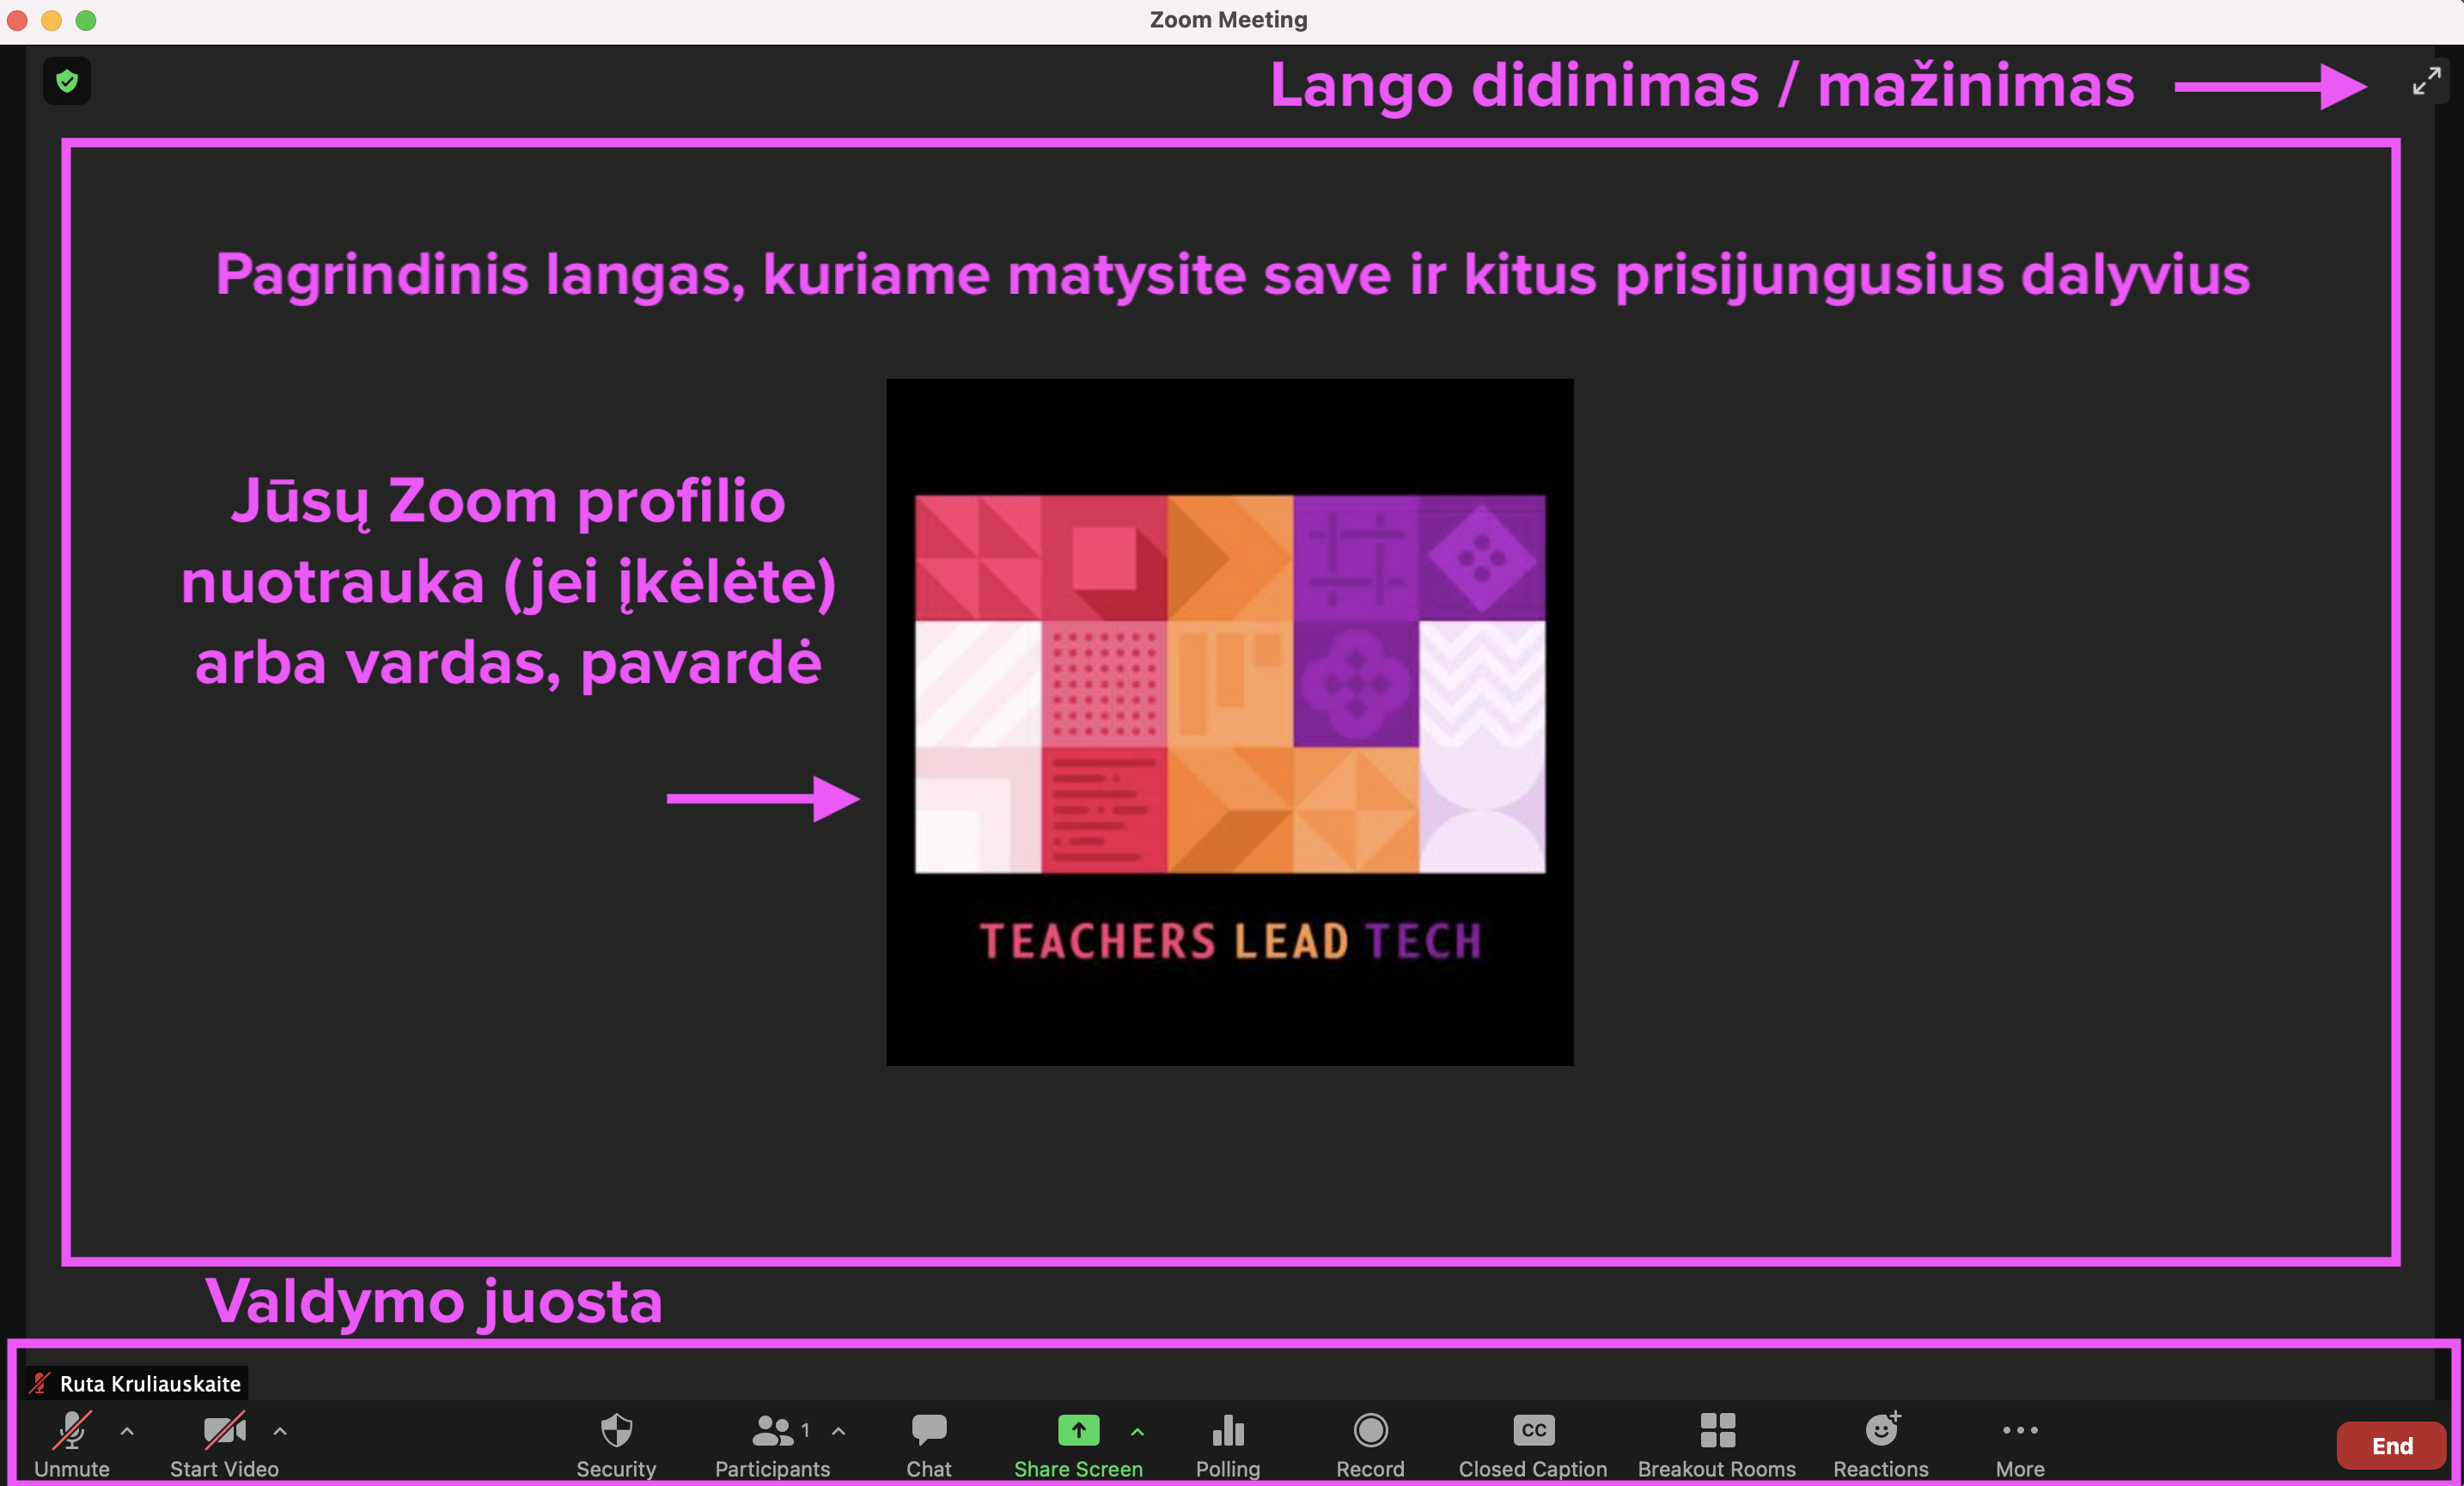 Zoom Meeting
Lango didinimas / mažinimas
Pagrindinis langas, kuriame matysite save ir kitus prisijungusius dalyvius
Jūsų Zoom profilio
nuotrauka (jei įkėlėte)
arba vardas, pavardė
TEACHERS LEAD TECH
Valdymo juosta
Ruta Kruliauskaite
1
CC
End
Unmute Start Video Security Participants Chat Share Screen Polling Record Closed Caption Breakout Rooms Reactions More